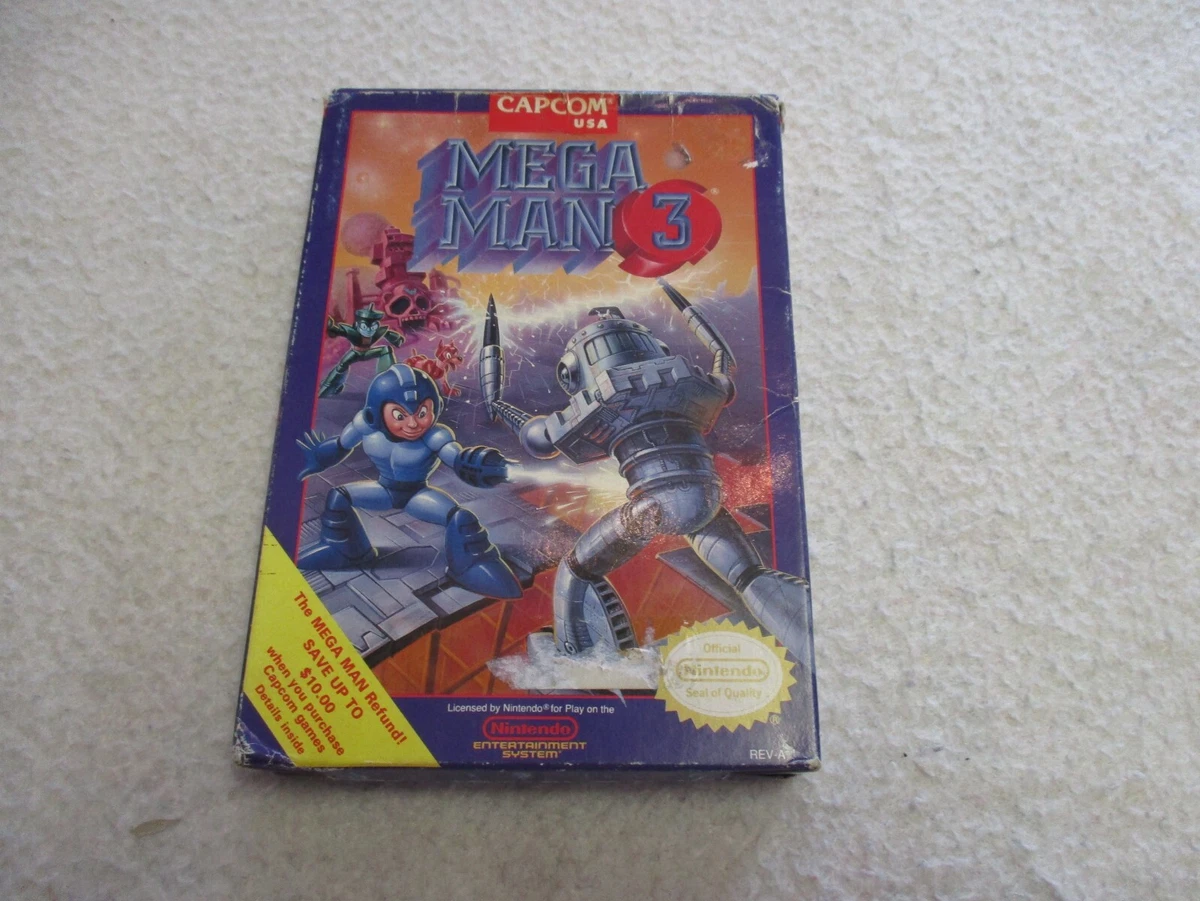 CAPCOM®
USA
MEGA
MAN 3
The MEGA MAN Refund!
SAVE UP TO
$10.00
when you purchase
Capcom games
Details inside
Licensed by Nintendo® for Play on the
Nintendo
ENTERTAINMENT
SYSTEM®
Official
Nintendo
Seal of Quality
®
REV-A